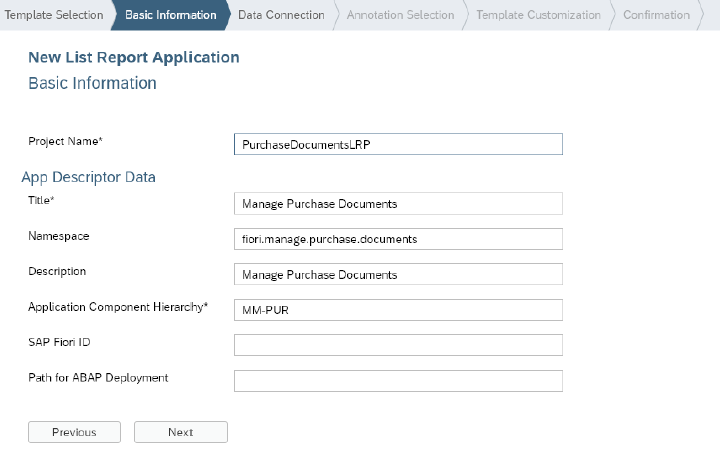 Template Selection Basic Information Data Connection Annotation Selection Template Customization Confirmation
New List Report Application
Basic Information
Project Name* PurchaseDocumentsLRP
App Descriptor Data
Title* Manage Purchase Documents
Namespace fiori.manage.purchase.documents
Description Manage Purchase Documents
Application Component Hierarchy* MM-PUR
SAP Fiori ID
Path for ABAP Deployment
Previous Next